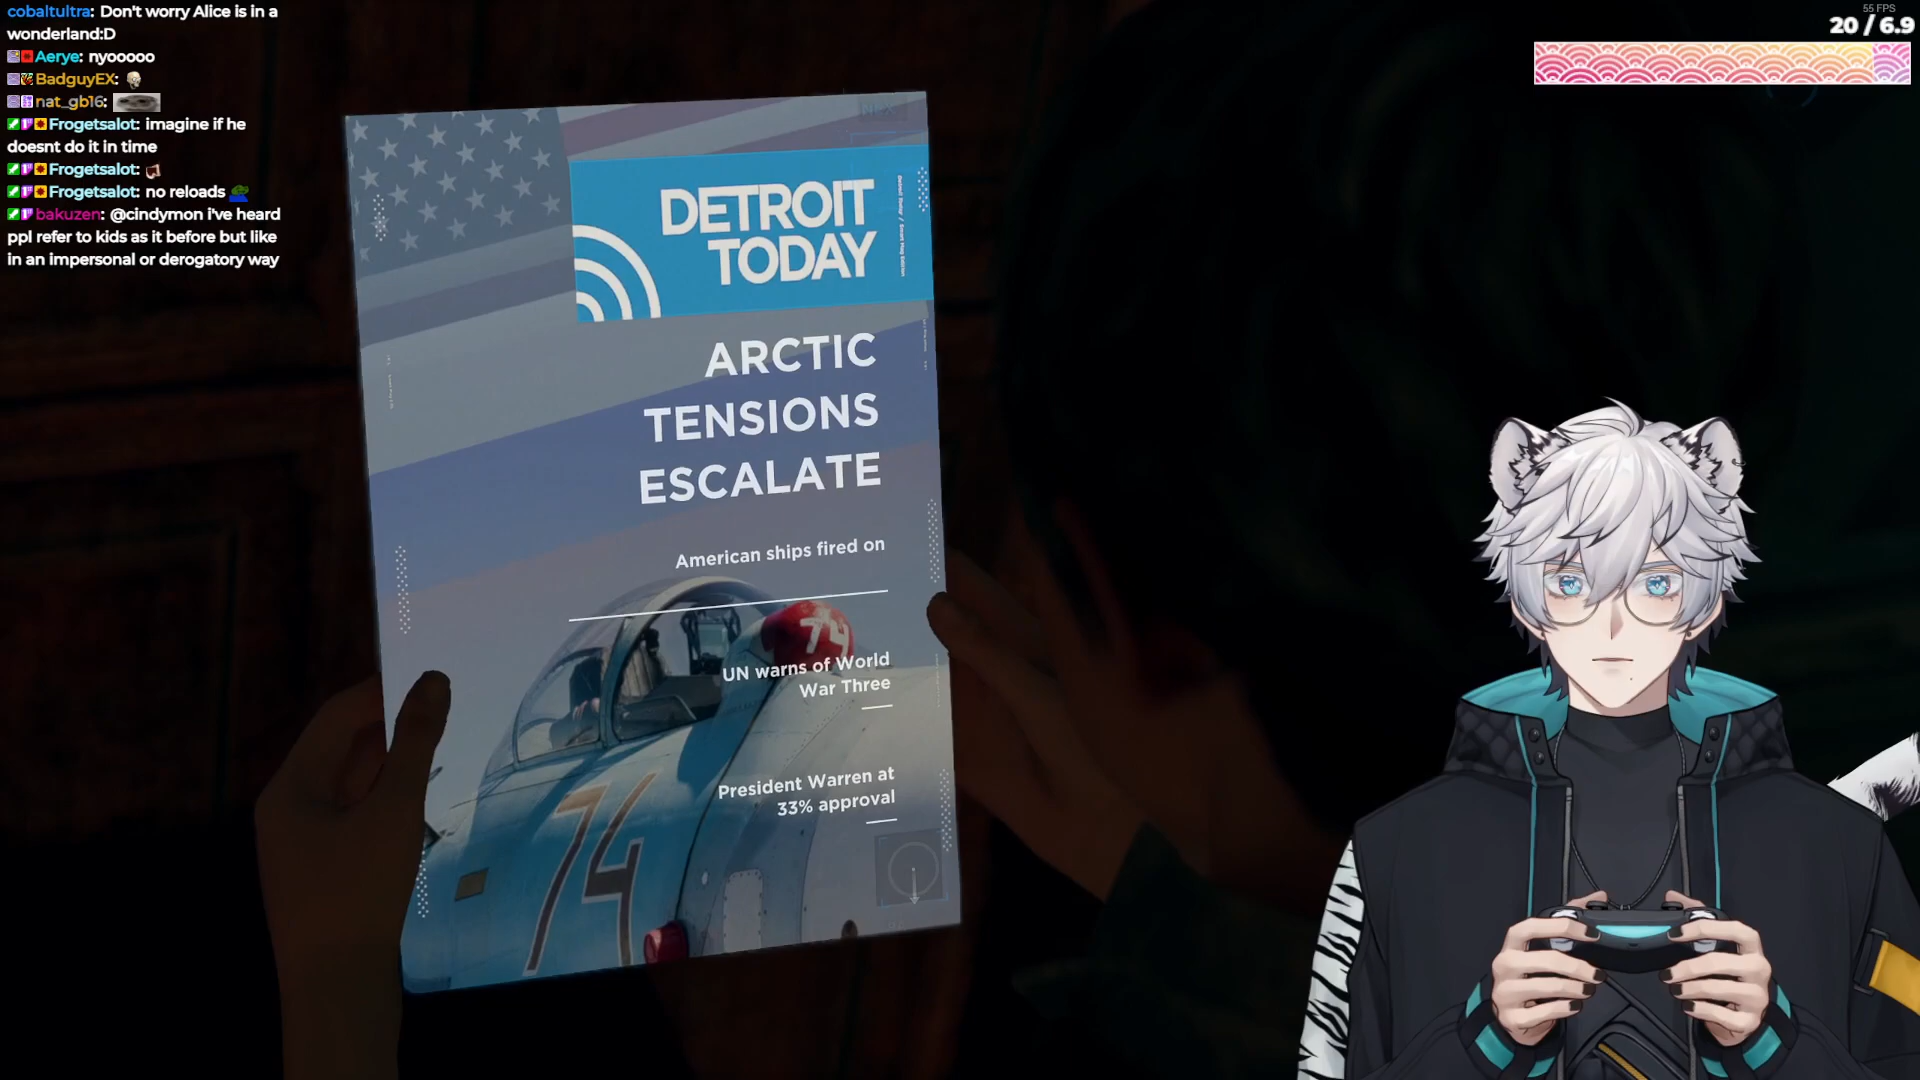 cobaltultra: Don't worry Alice is in a
wonderland:D
Aerye: nyooooo
BadguyEX:
nat_gb16:
Frogetsalot: imagine if he
doesnt do it in time
Frogetsalot:
Frogetsalot: no reloads
bakuzen: @cindymon i've heard
ppl refer to kids as it before but like
in an impersonal or derogatory way
55 FPS
20 / 6.9
DETROIT
TODAY
ARCTIC
TENSIONS
ESCALATE
American ships fired on
74
UN warns of World
War Three
President Warren at
33% approval
74